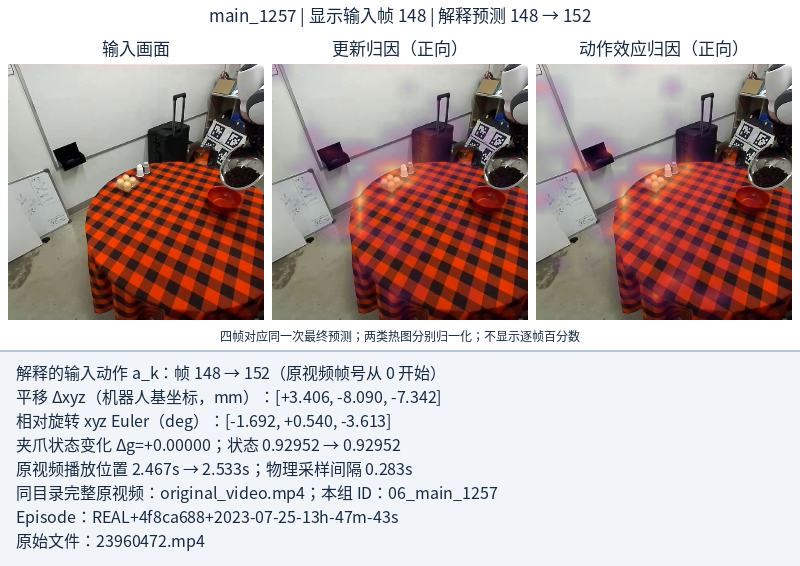 main_1257 | 显示输入帧 148 | 解释预测 148 → 152
输入画面
更新归因（正向）
动作效应归因（正向）
四帧对应同一次最终预测；两类热图分别归一化；不显示逐帧百分数
解释的输入动作 a_k：帧 148 → 152（原视频帧号从 0 开始）
平移 Δxyz（机器人基坐标，mm）：[+3.406, -8.090, -7.342]
相对旋转 xyz Euler（deg）：[-1.692, +0.540, -3.613]
夹爪状态变化 Δg=+0.00000；状态 0.92952 → 0.92952
原视频播放位置 2.467s → 2.533s；物理采样间隔 0.283s
同目录完整原视频：original_video.mp4；本组 ID：06_main_1257
Episode：REAL+4f8ca688+2023-07-25-13h-47m-43s
原始文件：23960472.mp4